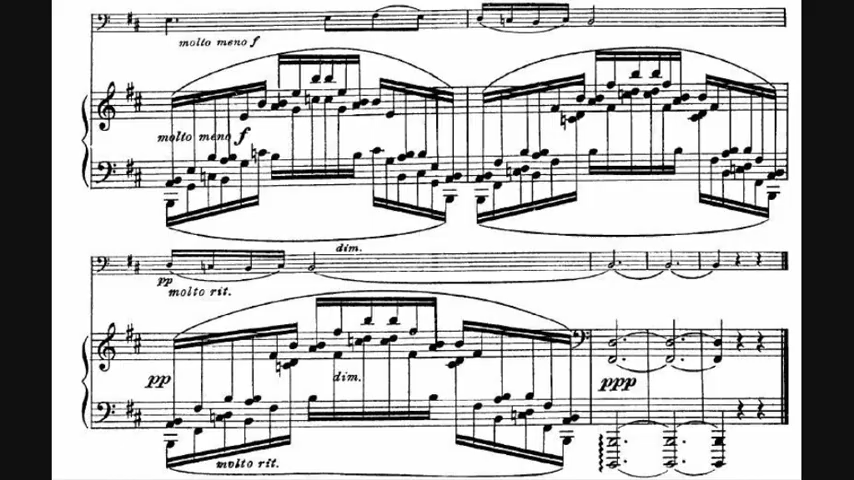 molto meno f
molto meno f
dim.
pp
molto rit.
pp
dim.
ppp
molto rit.